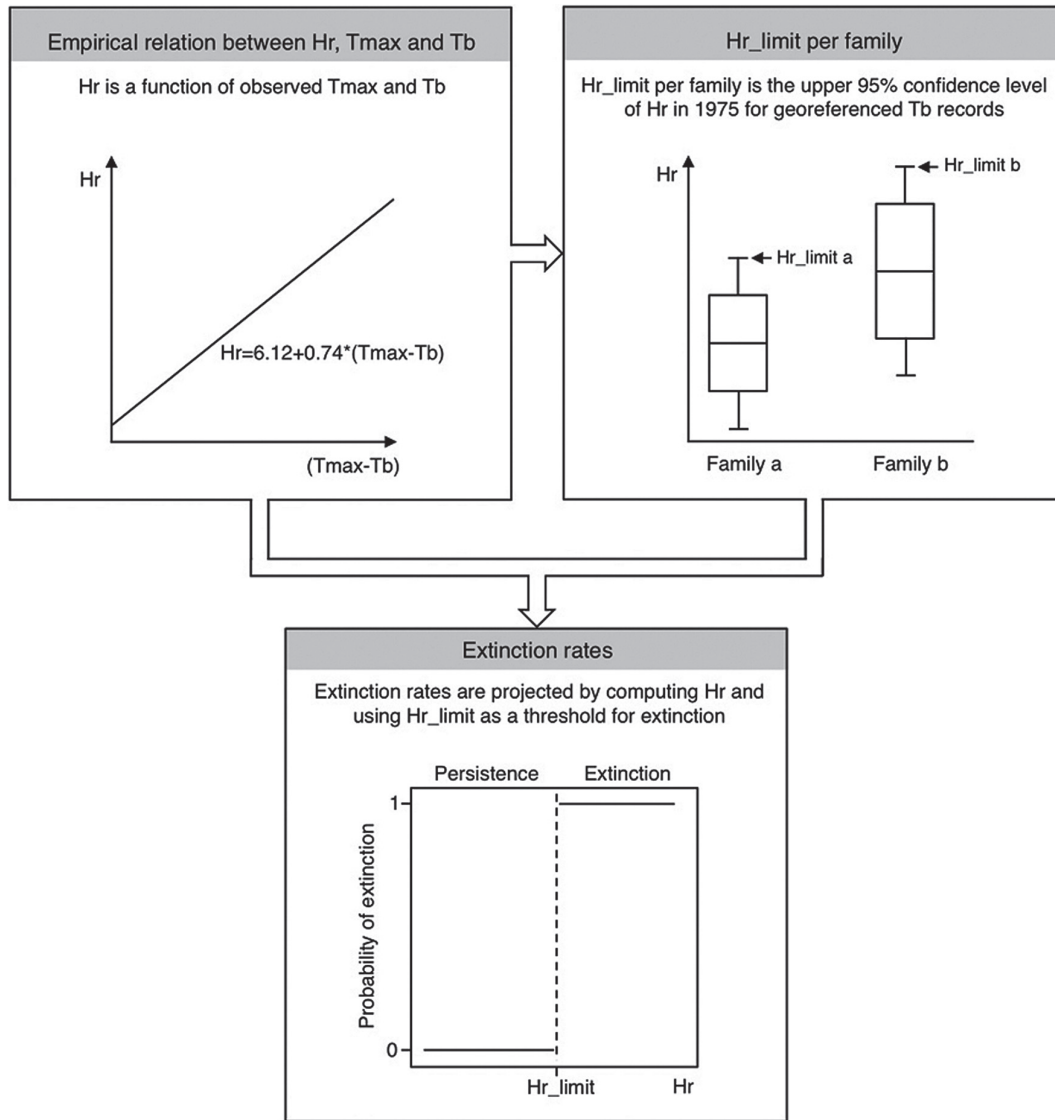 Empirical relation between Hr, Tmax and Tb
Hr is a function of observed Tmax and Tb
Hr
Hr=6.12+0.74*(Tmax-Tb)
(Tmax-Tb)
Hr_limit per family
Hr_limit per family is the upper 95% confidence level
of Hr in 1975 for georeferenced Tb records
Hr
Hr_limit b
Hr_limit a
Family a
Family b
Extinction rates
Extinction rates are projected by computing Hr and
using Hr_limit as a threshold for extinction
Persistence
Extinction
1
Probability of extinction
0
Hr_limit
Hr